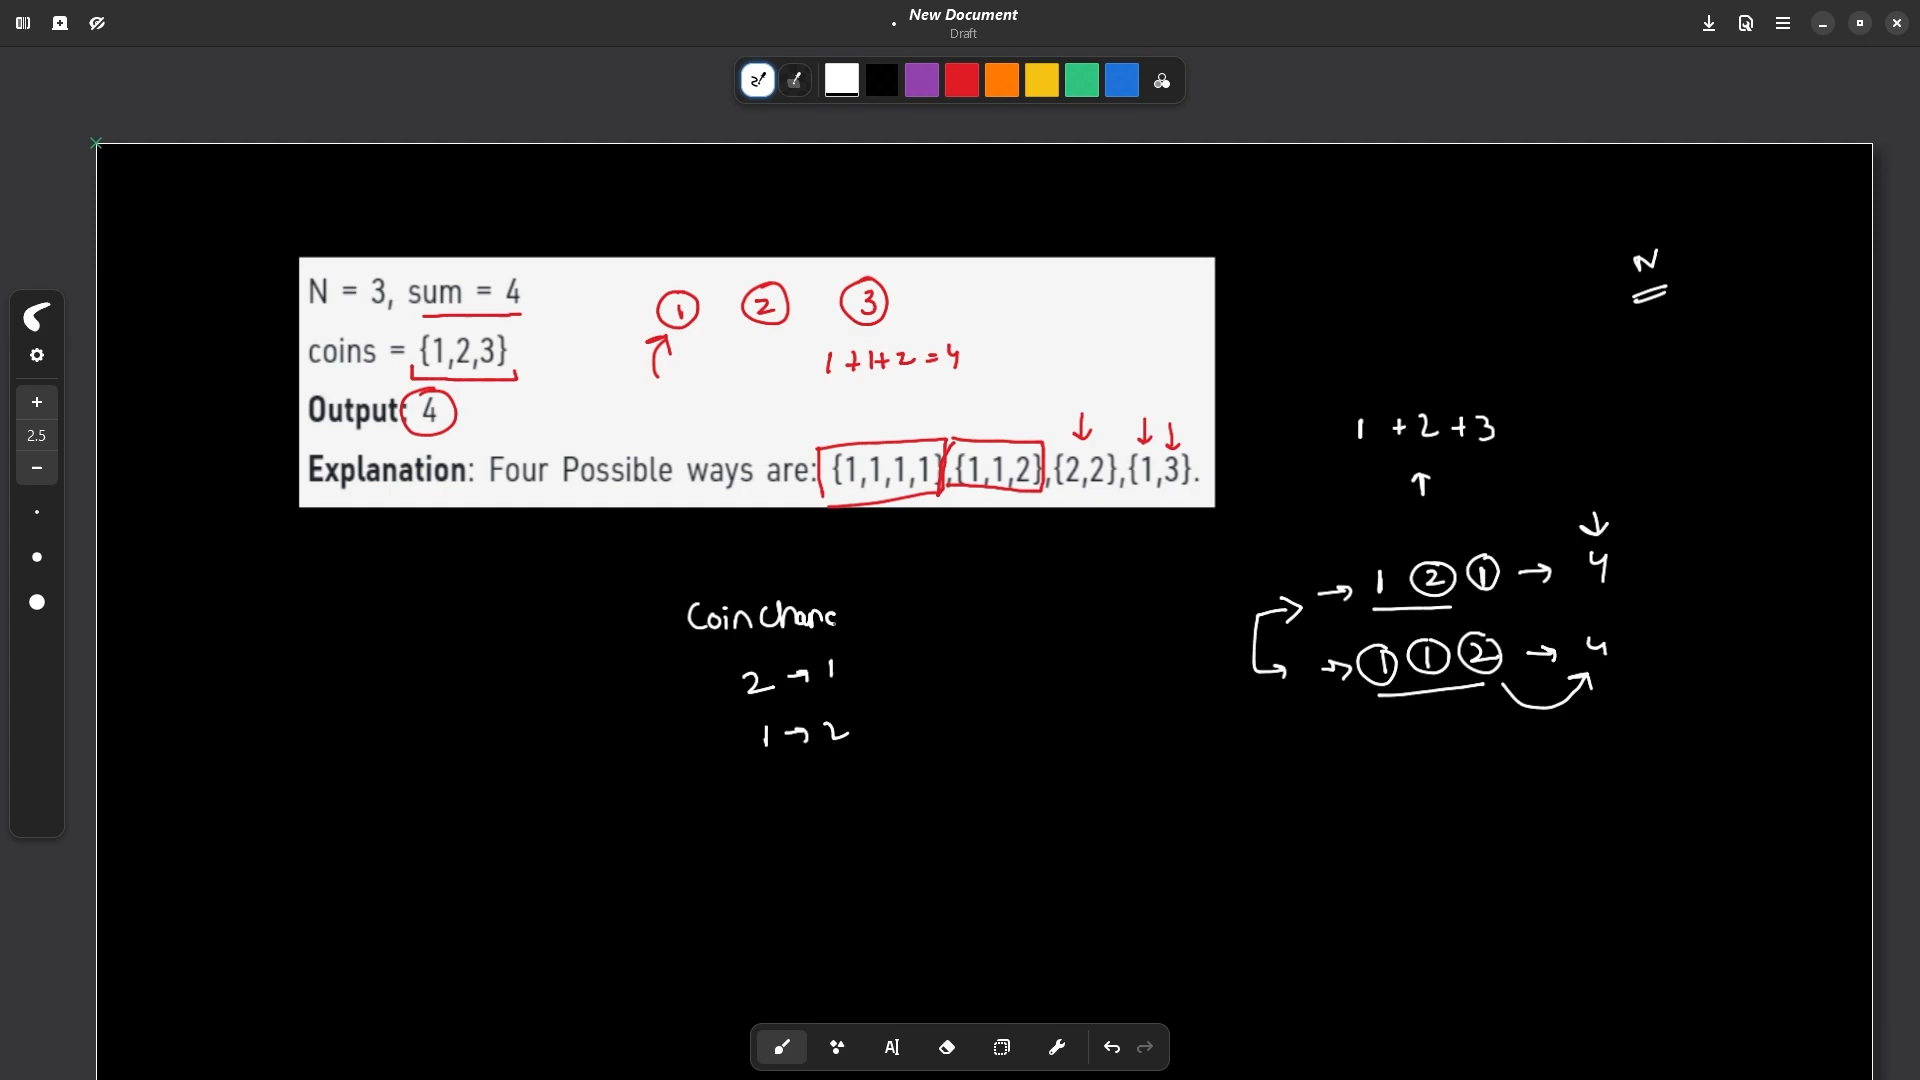 New Document
Draft
N = 3, sum = 4
1 2 3
coins = {1,2,3}
1 + 1 + 2 = 4
Output: 4
Explanation: Four Possible ways are: {1,1,1,1},{1,1,2},{2,2},{1,3}.
N
1 + 2 + 3
1 2 1 → 4
1 1 2 → 4
Coin Chanc
2 → 1
1 → 2
+
2.5
−
A